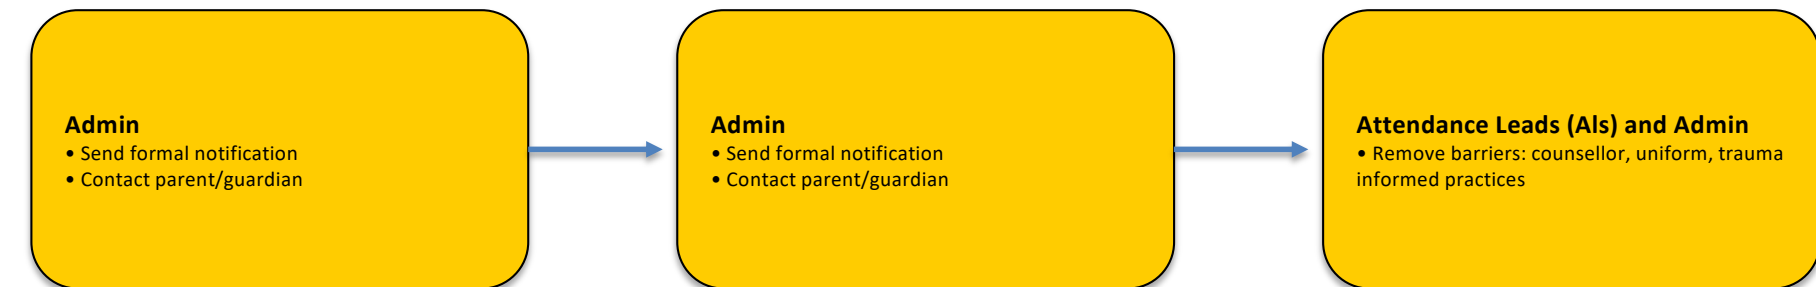 Admin
• Send formal notification
• Contact parent/guardian
Admin
• Send formal notification
• Contact parent/guardian
Attendance Leads (Als) and Admin
• Remove barriers: counsellor, uniform, trauma
informed practices